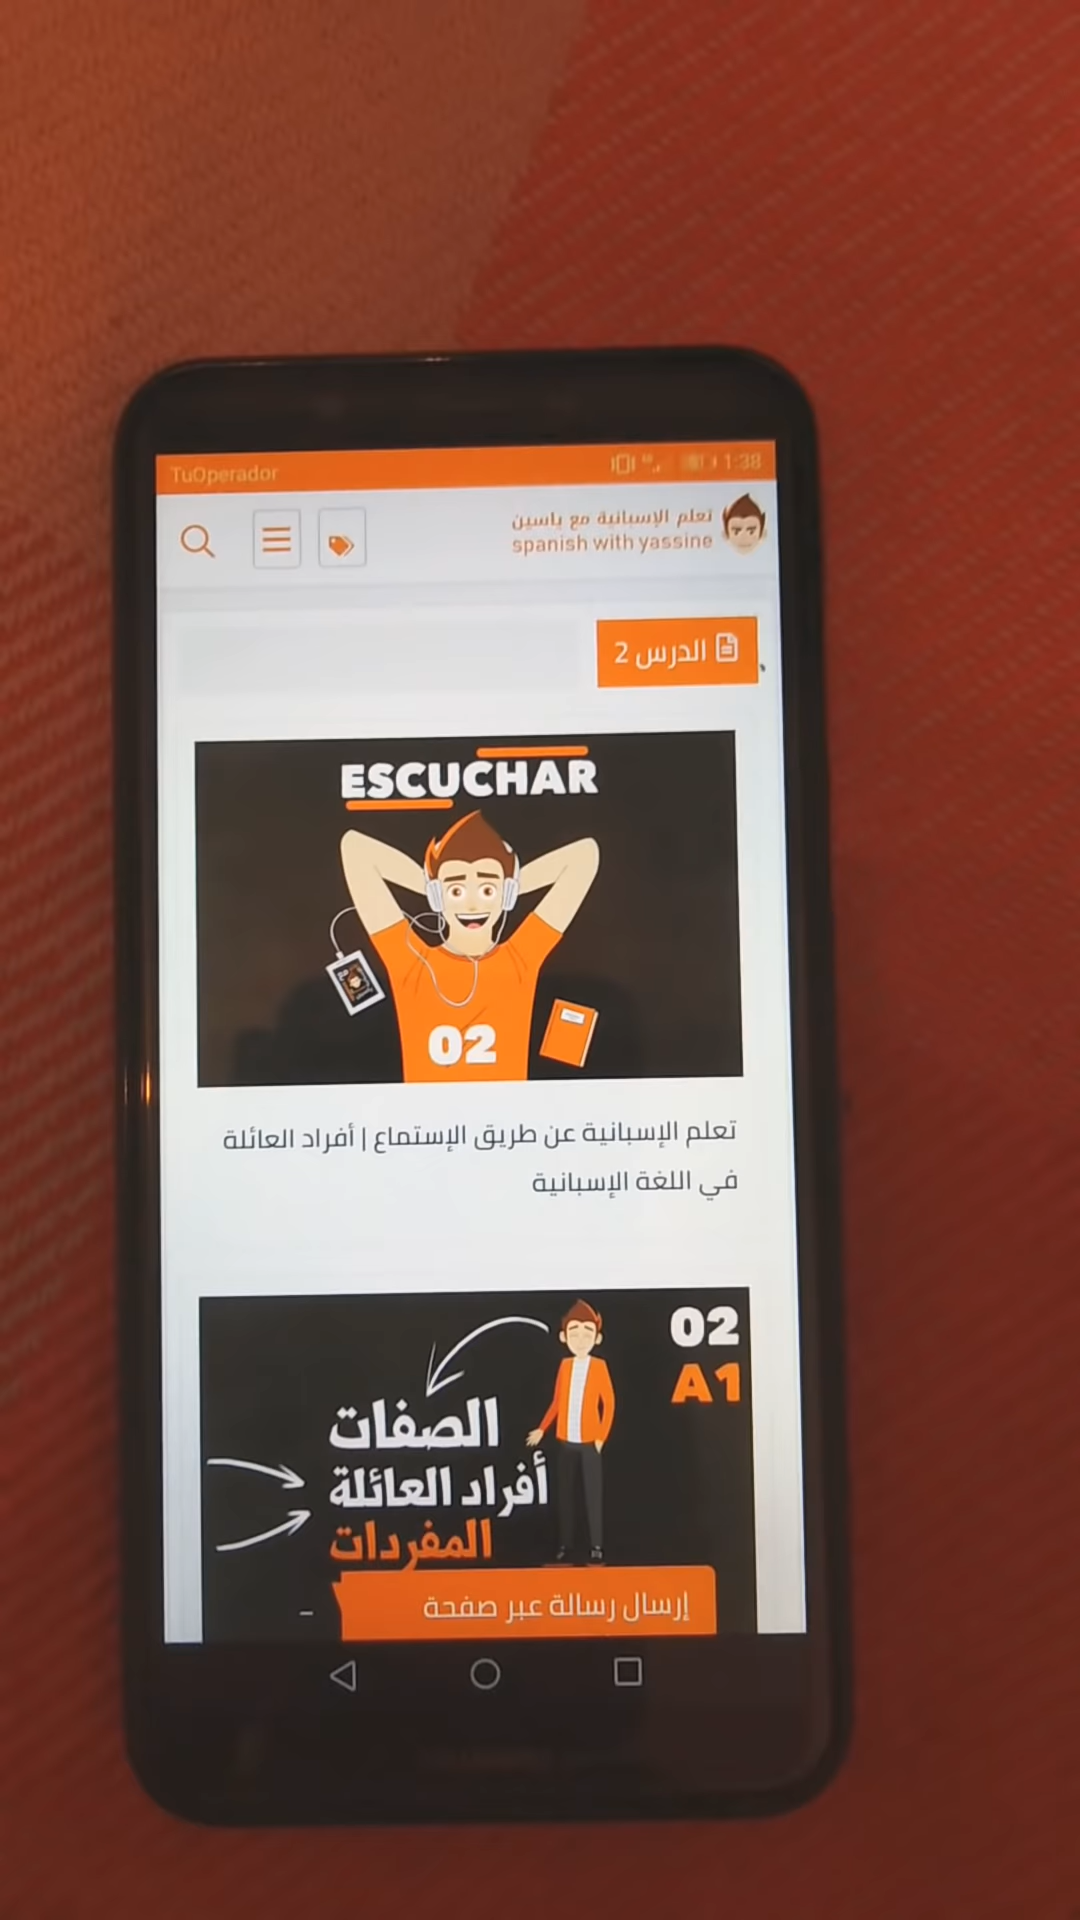 TuOperador
1:38
تعلم الإسبانية مع ياسين
spanish with yassine
الدرس 2
ESCUCHAR
02
تعلم الإسبانية عن طريق الإستماع | أفراد العائلة
في اللغة الإسبانية
02
A1
الصفات
أفراد العائلة
المفردات
إرسال رسالة عبر صفحة